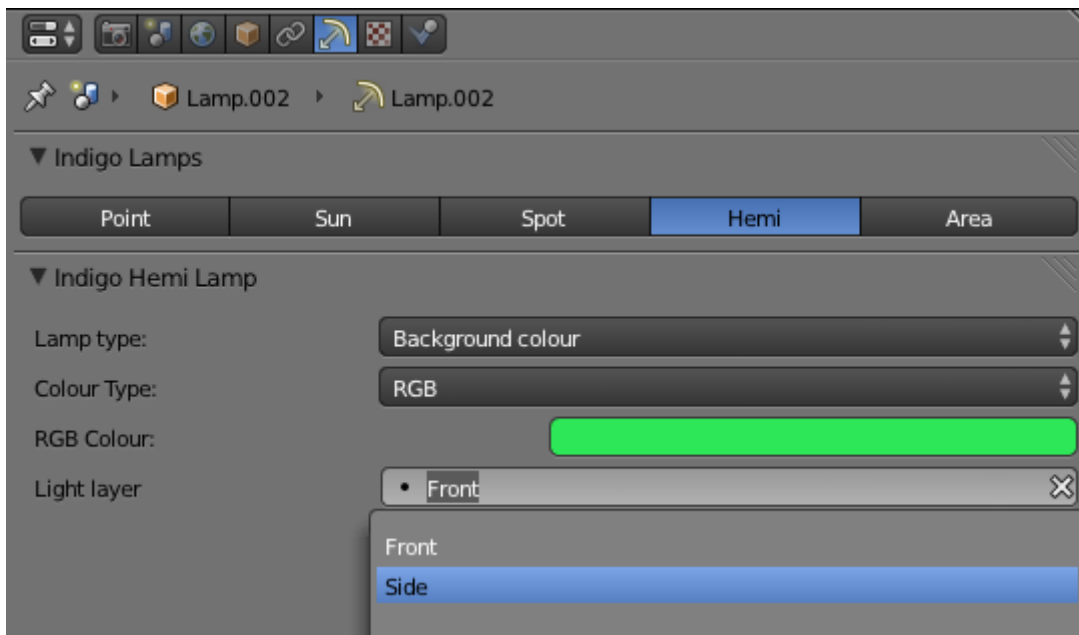 Lamp.002 Lamp.002
Indigo Lamps
Point Sun Spot Hemi Area
Indigo Hemi Lamp
Lamp type: Background colour
Colour Type: RGB
RGB Colour:
Light layer Front
Front
Side